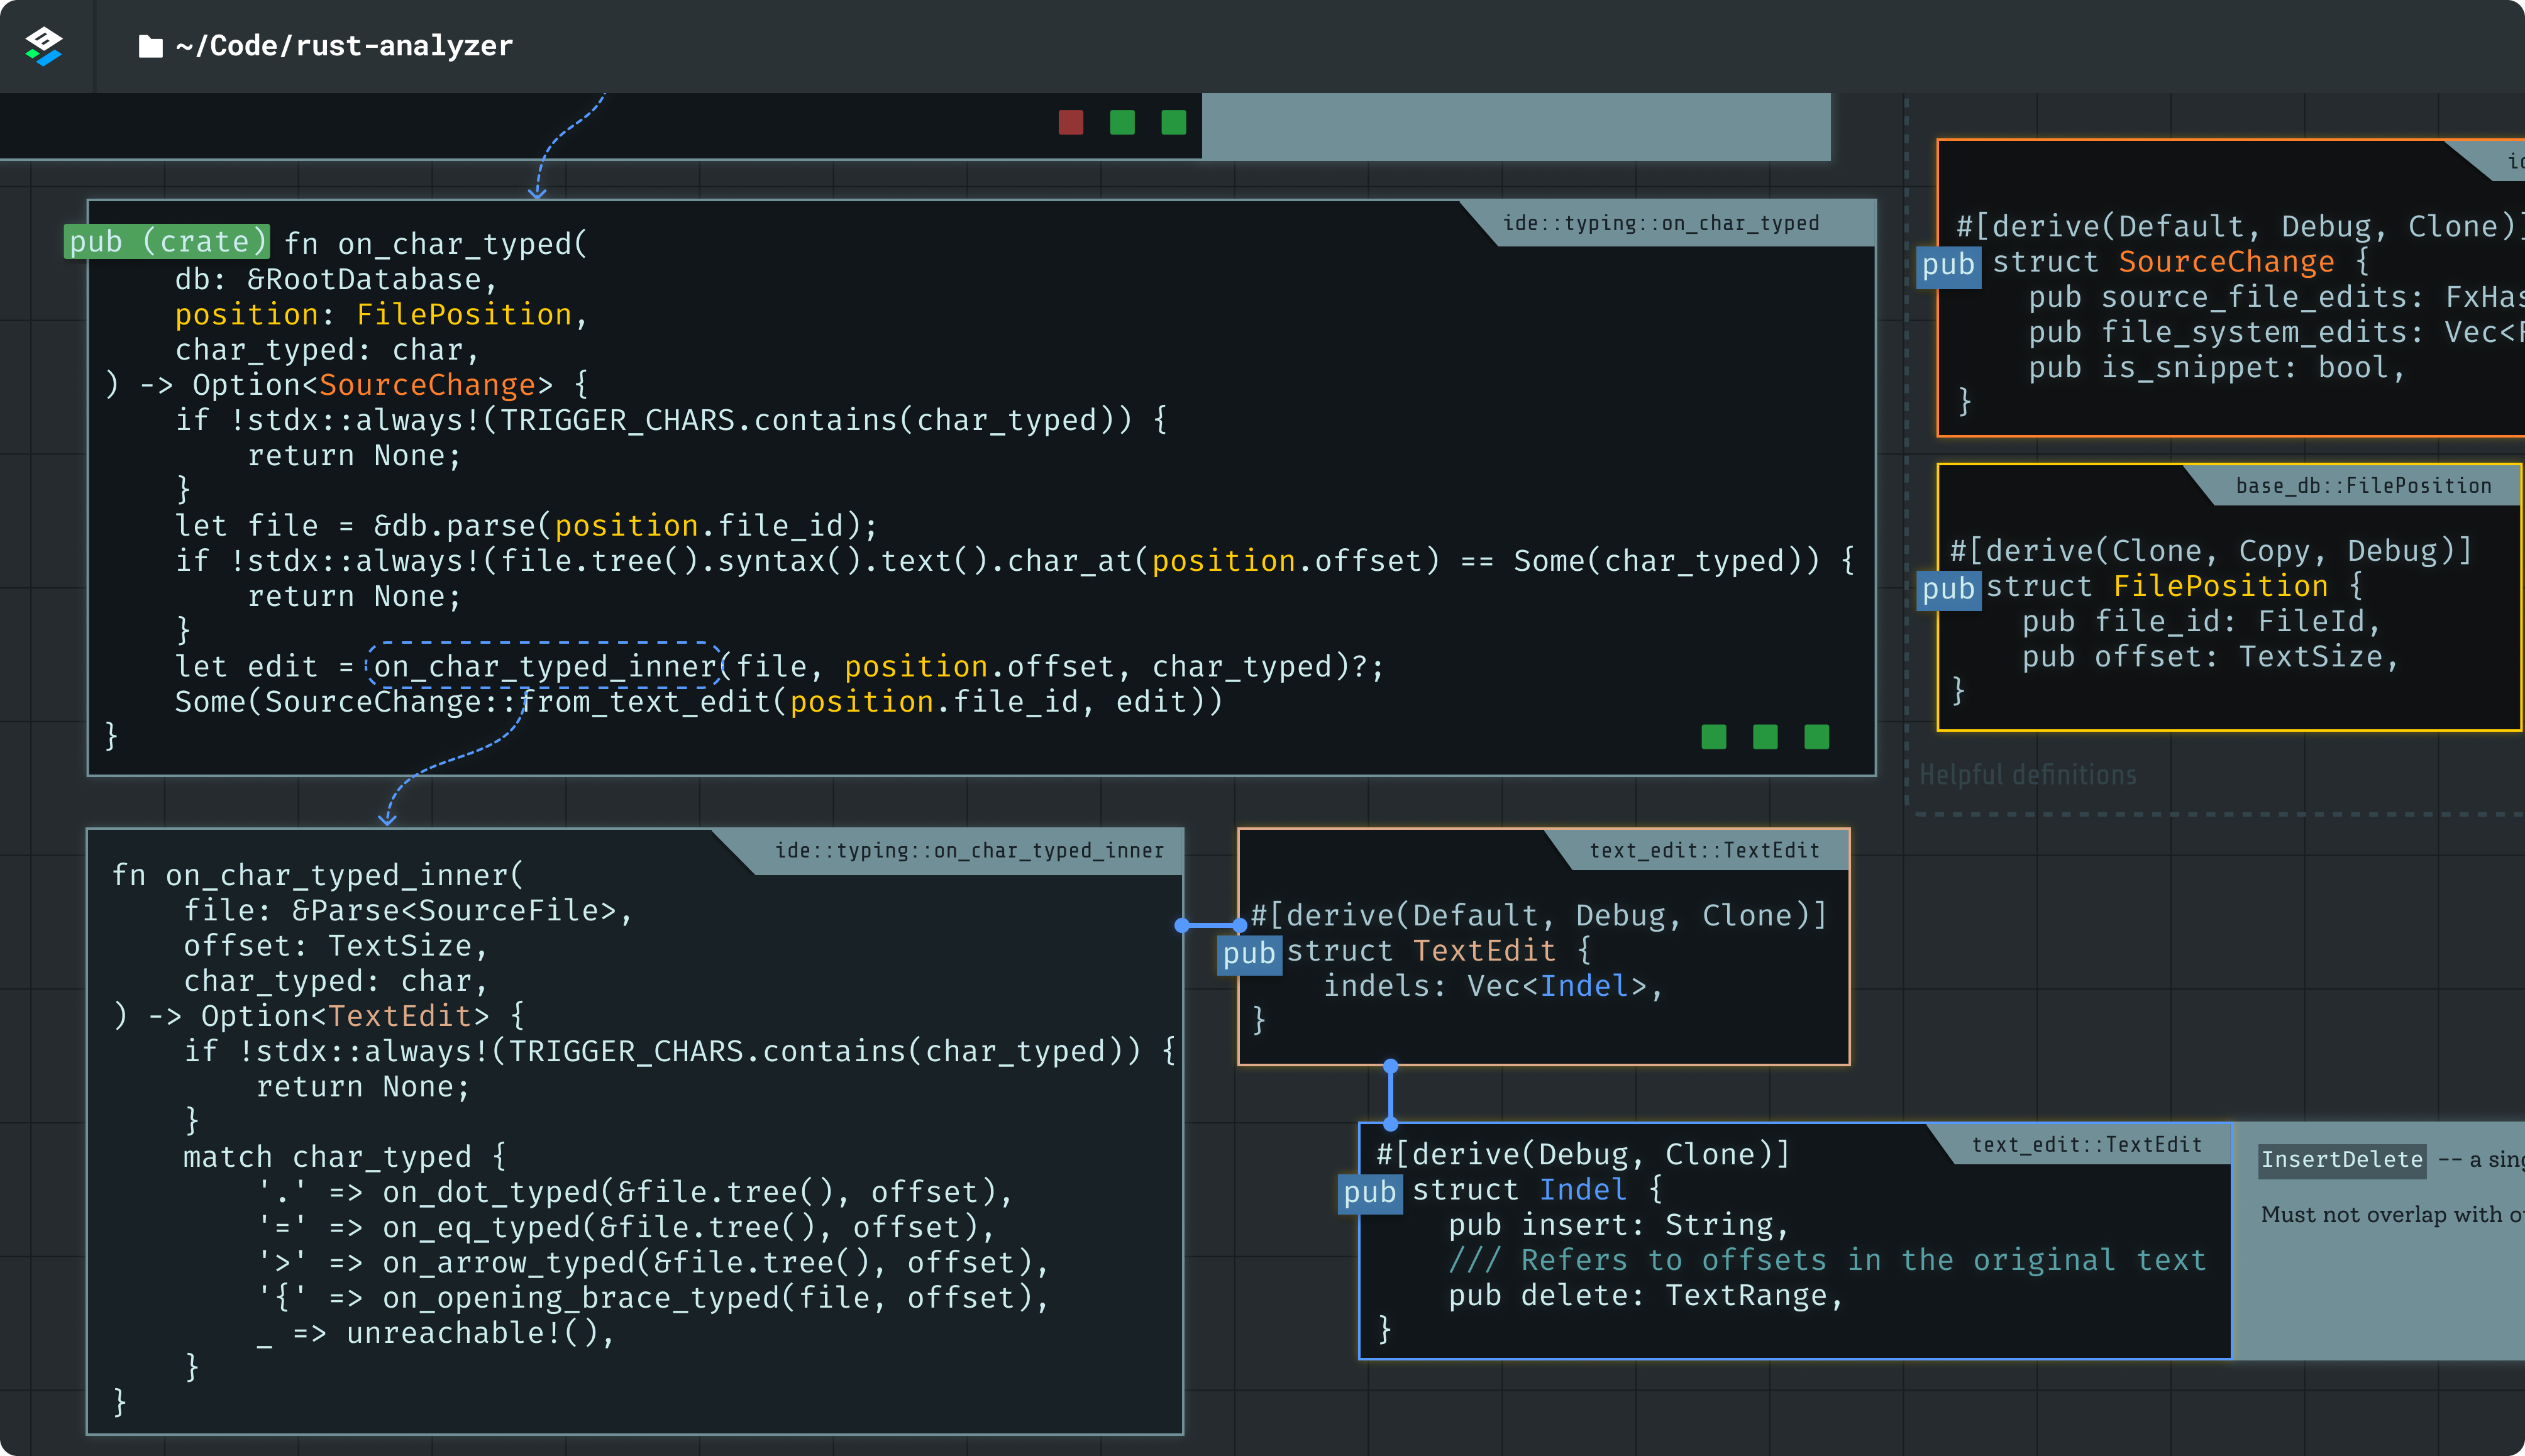 ~/Code/rust-analyzer
ide::typing::on_char_typed
pub (crate) fn on_char_typed(
    db: &RootDatabase,
    position: FilePosition,
    char_typed: char,
) -> Option<SourceChange> {
    if !stdx::always!(TRIGGER_CHARS.contains(char_typed)) {
        return None;
    }
    let file = &db.parse(position.file_id);
    if !stdx::always!(file.tree().syntax().text().char_at(position.offset) == Some(char_typed)) {
        return None;
    }
    let edit = on_char_typed_inner(file, position.offset, char_typed)?;
    Some(SourceChange::from_text_edit(position.file_id, edit))
}
#[derive(Default, Debug, Clone)]
pub struct SourceChange {
    pub source_file_edits: FxHas
    pub file_system_edits: Vec<F
    pub is_snippet: bool,
}
base_db::FilePosition
#[derive(Clone, Copy, Debug)]
pub struct FilePosition {
    pub file_id: FileId,
    pub offset: TextSize,
}
Helpful definitions
ide::typing::on_char_typed_inner
fn on_char_typed_inner(
    file: &Parse<SourceFile>,
    offset: TextSize,
    char_typed: char,
) -> Option<TextEdit> {
    if !stdx::always!(TRIGGER_CHARS.contains(char_typed)) {
        return None;
    }
    match char_typed {
        '.' => on_dot_typed(&file.tree(), offset),
        '=' => on_eq_typed(&file.tree(), offset),
        '>' => on_arrow_typed(&file.tree(), offset),
        '{' => on_opening_brace_typed(file, offset),
        _ => unreachable!(),
    }
}
text_edit::TextEdit
#[derive(Default, Debug, Clone)]
pub struct TextEdit {
    indels: Vec<Indel>,
}
text_edit::TextEdit
#[derive(Debug, Clone)]
pub struct Indel {
    pub insert: String,
    /// Refers to offsets in the original text
    pub delete: TextRange,
}
InsertDelete -- a
Must not overlap with